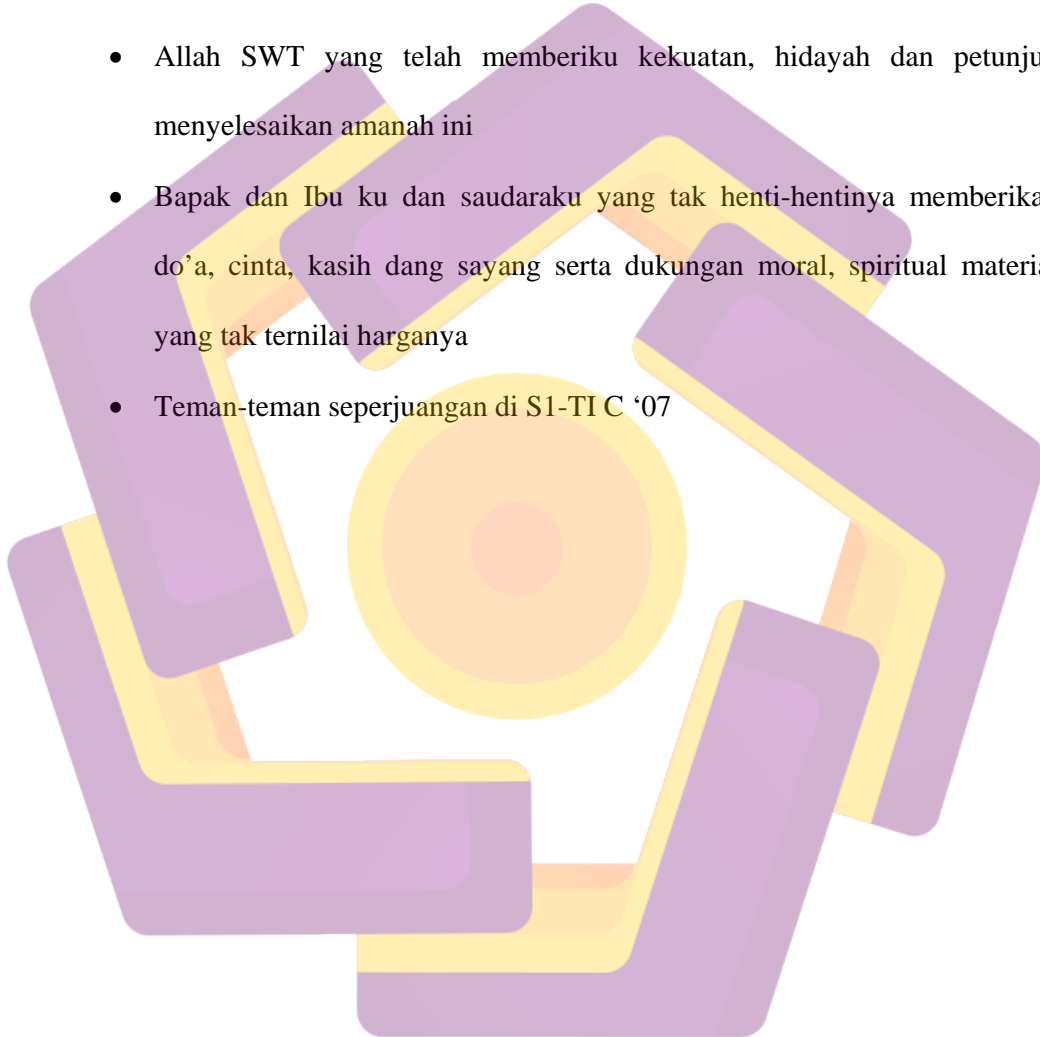 • Allah SWT yang telah memberiku kekuatan, hidayah dan petunju
menyelesaikan amanah ini
• Bapak dan Ibu ku dan saudaraku yang tak henti-hentinya memberika
do’a, cinta, kasih dang sayang serta dukungan moral, spiritual materia
yang tak ternilai harganya
• Teman-teman seperjuangan di S1-TI C ‘07